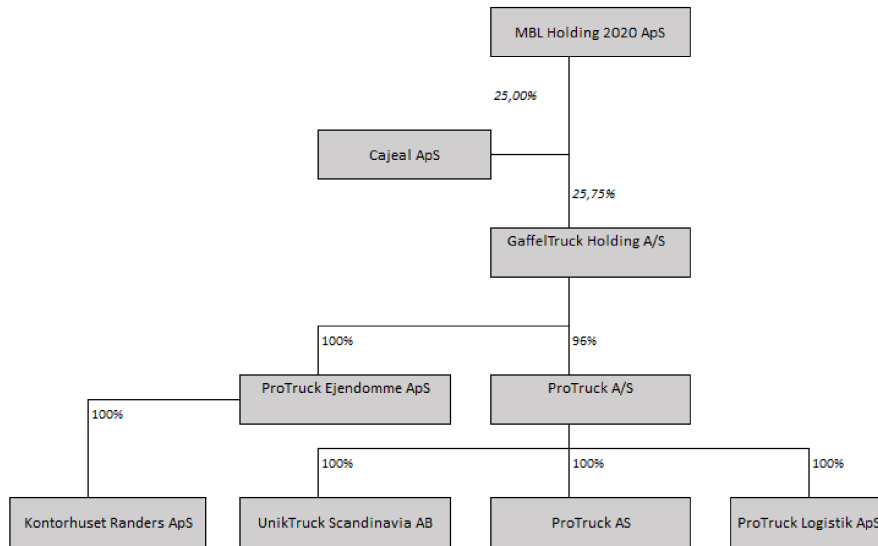 MBL Holding 2020 ApS
25,00%
Cajeal ApS
25,75%
GaffelTruck Holding A/S
100%
96%
ProTruck Ejendomme ApS
ProTruck A/S
100%
100%
100%
100%
Kontorhuset Randers ApS
UnikTruck Scandinavia AB
ProTruck AS
ProTruck Logistik ApS